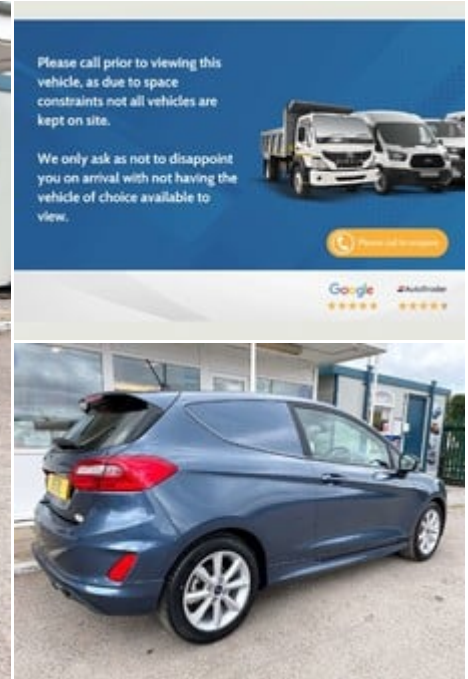 Please call prior to viewing this
vehicle, as due to space
constraints not all vehicles are
kept on site.
We only ask as not to disappoint
you on arrival with not having the
vehicle of choice available to
view.
Please call to enquire
Google
AutoTrader